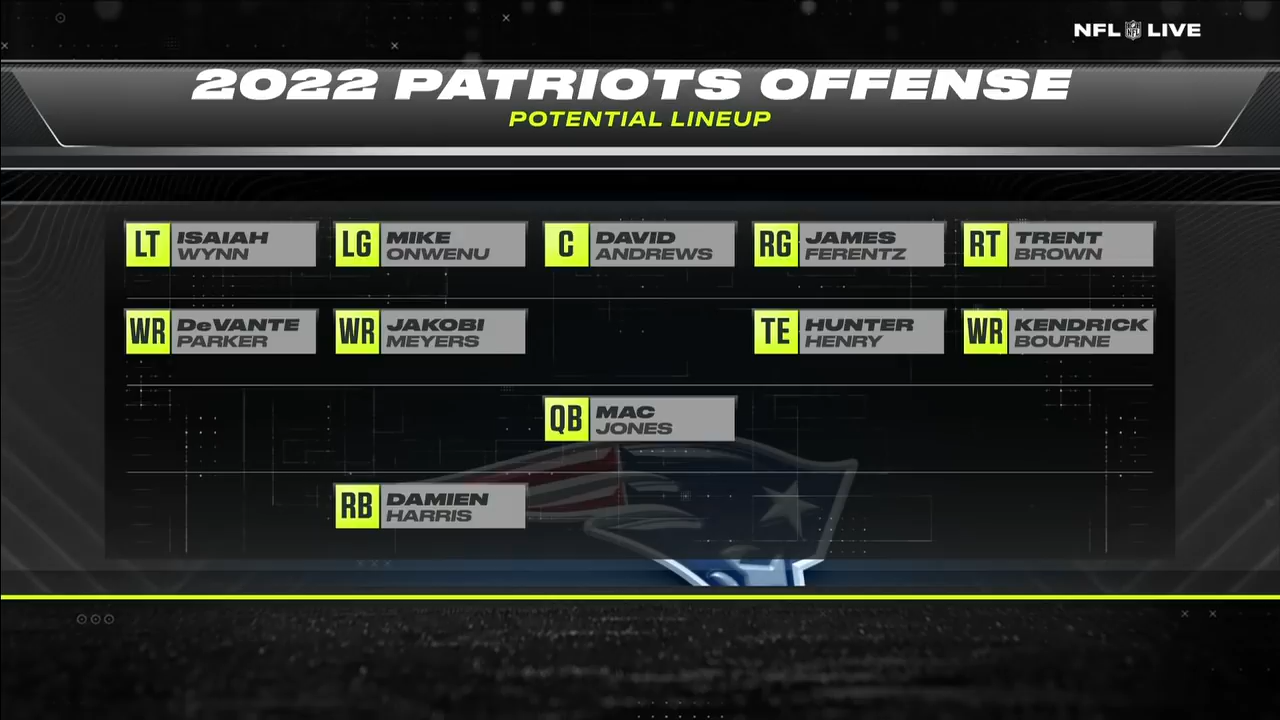 NFL LIVE
2022 PATRIOTS OFFENSE
POTENTIAL LINEUP
LT ISAIAH WYNN
LG MIKE ONWENU
C DAVID ANDREWS
RG JAMES FERENTZ
RT TRENT BROWN
WR DeVANTE PARKER
WR JAKOBI MEYERS
TE HUNTER HENRY
WR KENDRICK BOURNE
QB MAC JONES
RB DAMIEN HARRIS